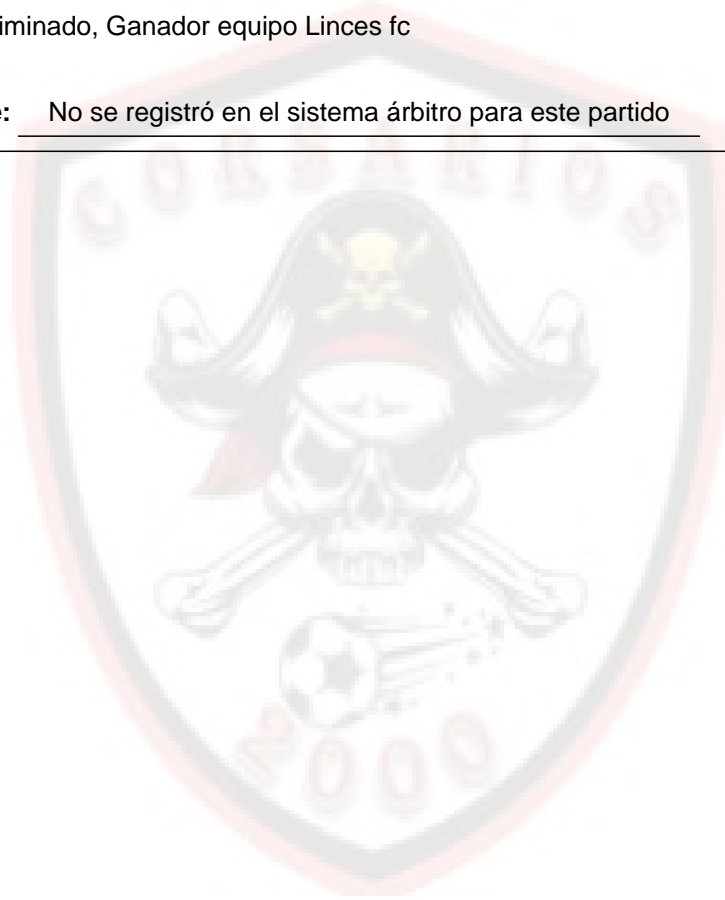 iminado, Ganador equipo Linces fc
: No se registró en el sistema árbitro para este partido
CORSARIOS
2000